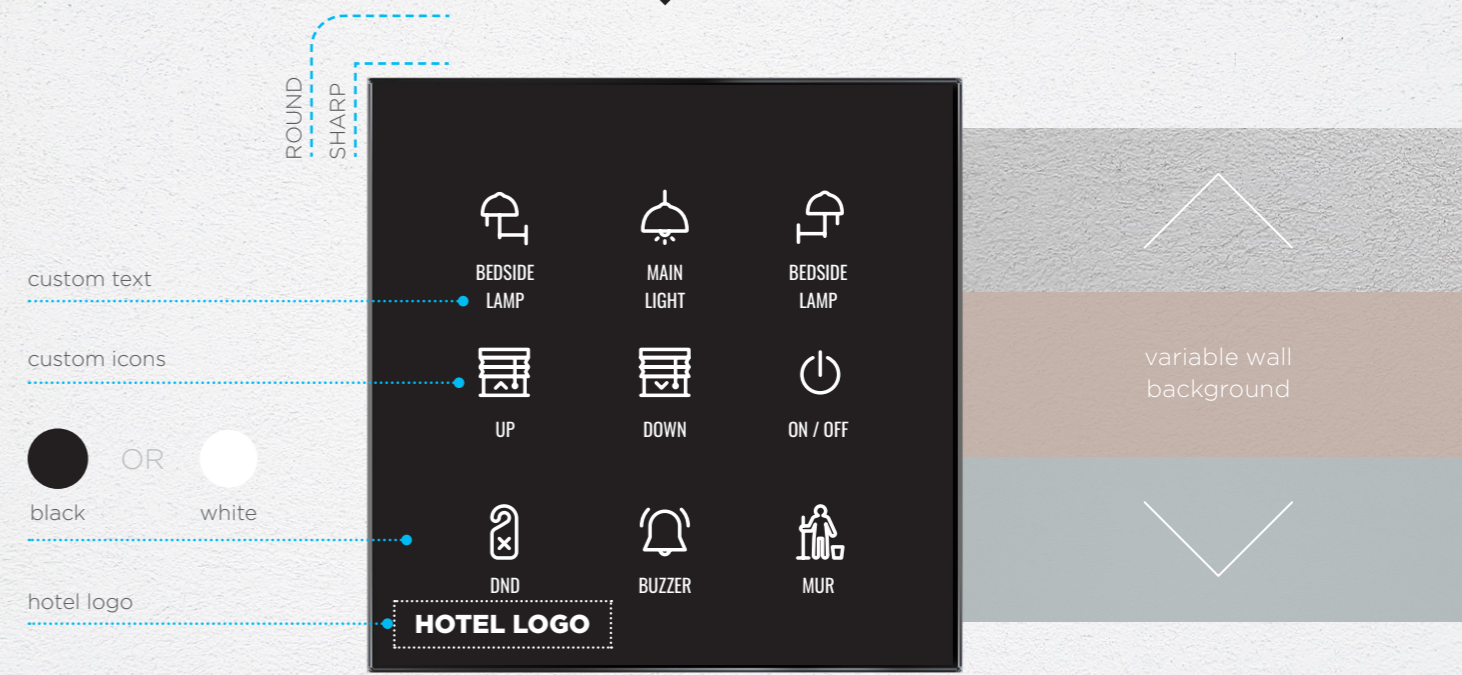 ROUND
SHARP
BEDSIDE
LAMP
MAIN
LIGHT
BEDSIDE
LAMP
custom text
custom icons
UP
DOWN
ON / OFF
variable wall
background
OR
black
white
DND
BUZZER
MUR
hotel logo
HOTEL LOGO